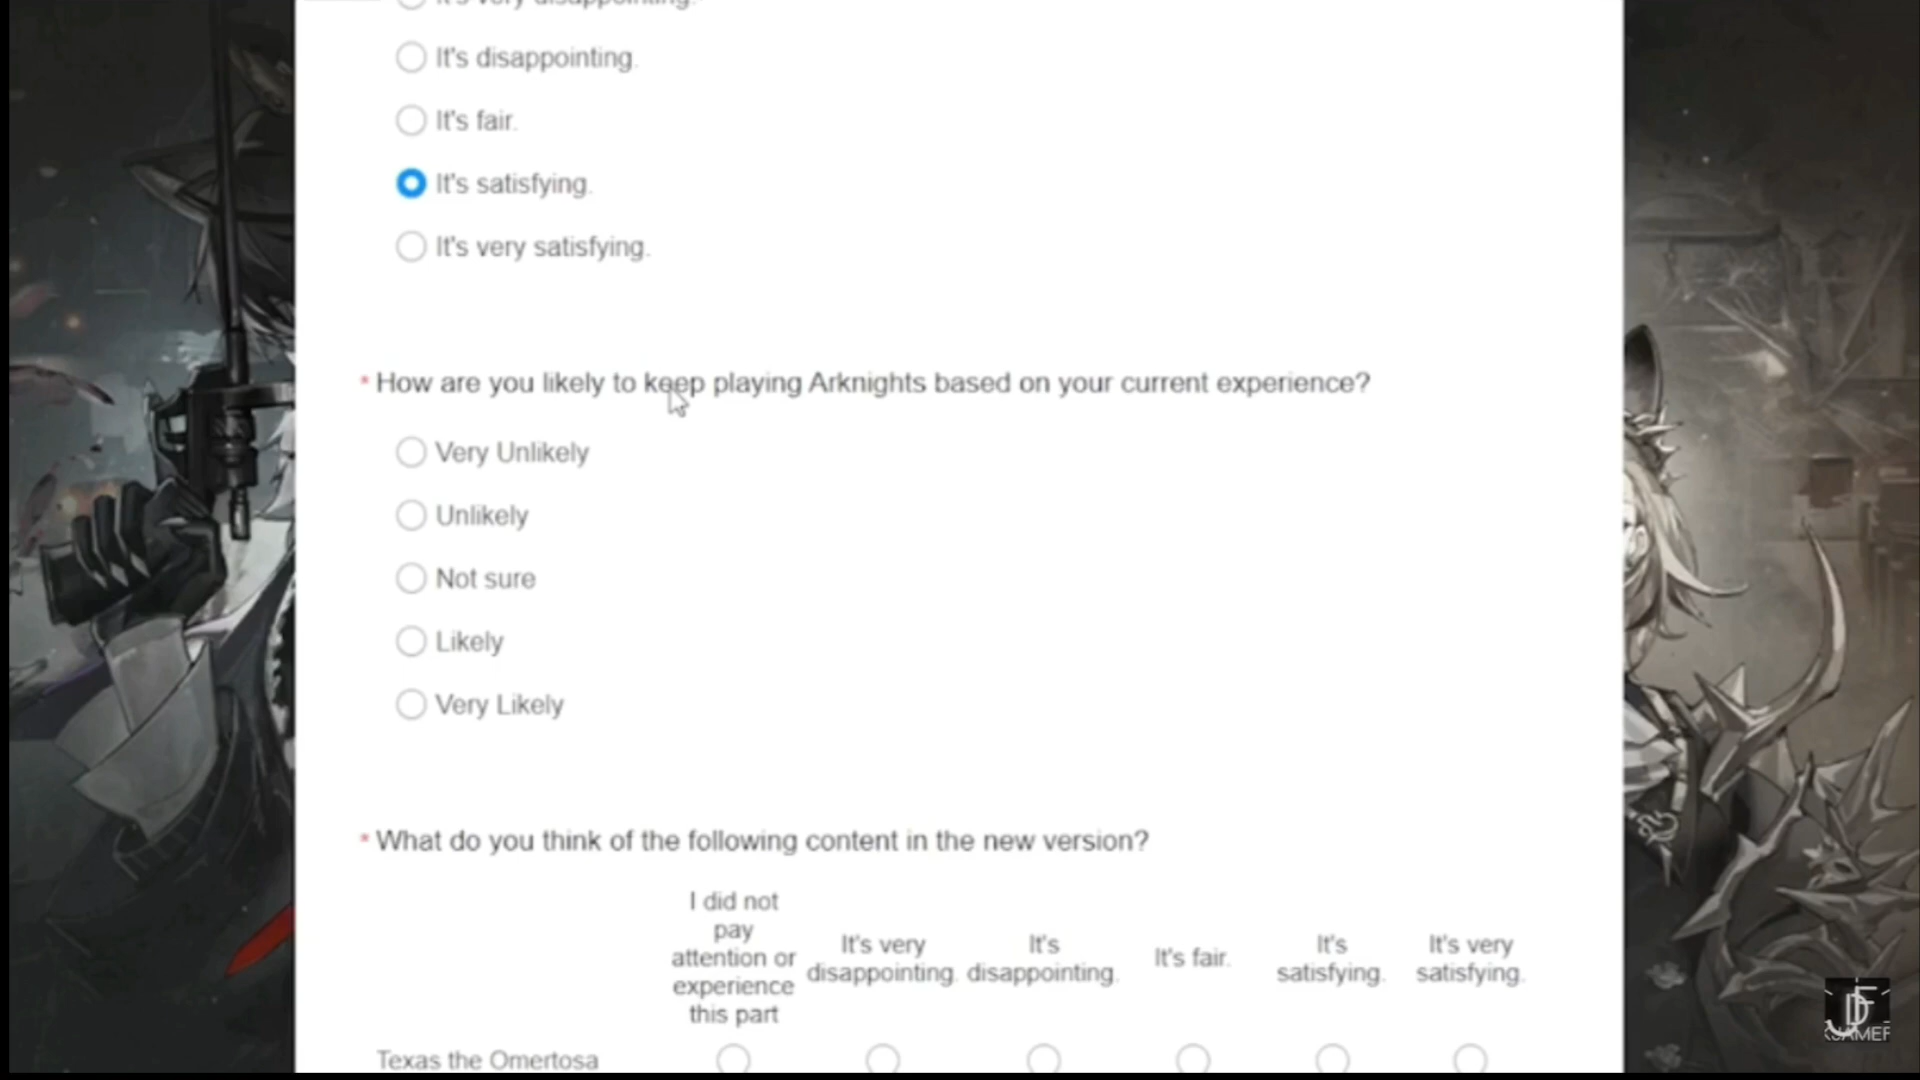 It's very disappointing.
It's disappointing.
It's fair.
It's satisfying.
It's very satisfying.
* How are you likely to keep playing Arknights based on your current experience?
Very Unlikely
Unlikely
Not sure
Likely
Very Likely
* What do you think of the following content in the new version?
I did not
pay
attention or
experience
this part
It's very
disappointing.
It's
disappointing.
It's fair.
It's
satisfying.
It's very
satisfying.
Texas the Omertosa